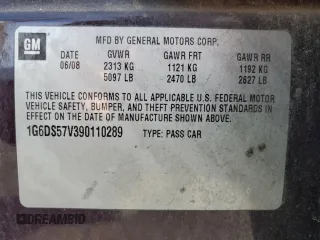 GM
MFD BY GENERAL MOTORS CORP.
DATE GVWR GAWR FRT GAWR RR
06/08 2313 KG 1121 KG 1192 KG
5097 LB 2470 LB 2627 LB
THIS VEHICLE CONFORMS TO ALL APPLICABLE U.S. FEDERAL MOTOR
VEHICLE SAFETY, BUMPER, AND THEFT PREVENTION STANDARDS IN
EFFECT ON THE DATE OF MANUFACTURE SHOWN ABOVE.
1G6DS57V390110289 TYPE: PASS CAR
DREAMBID